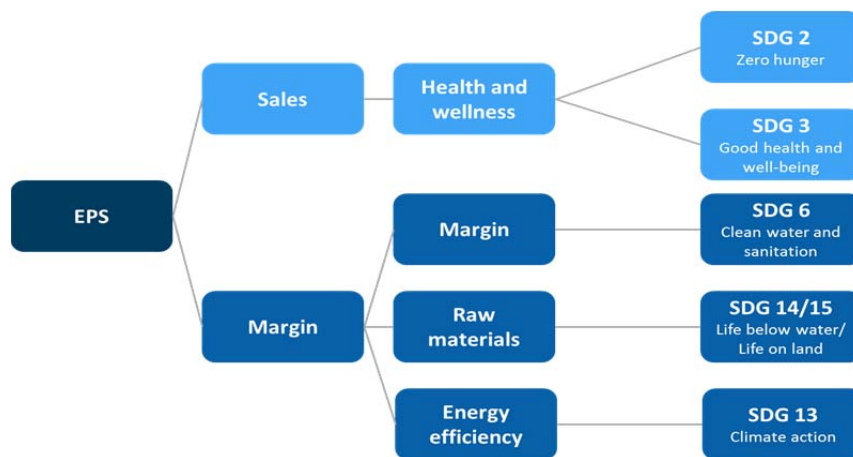 EPS
Sales
Health and
wellness
SDG 2
Zero hunger
SDG 3
Good health and
well-being
Margin
Margin
SDG 6
Clean water and
sanitation
Raw
materials
SDG 14/15
Life below water/
Life on land
Energy
efficiency
SDG 13
Climate action